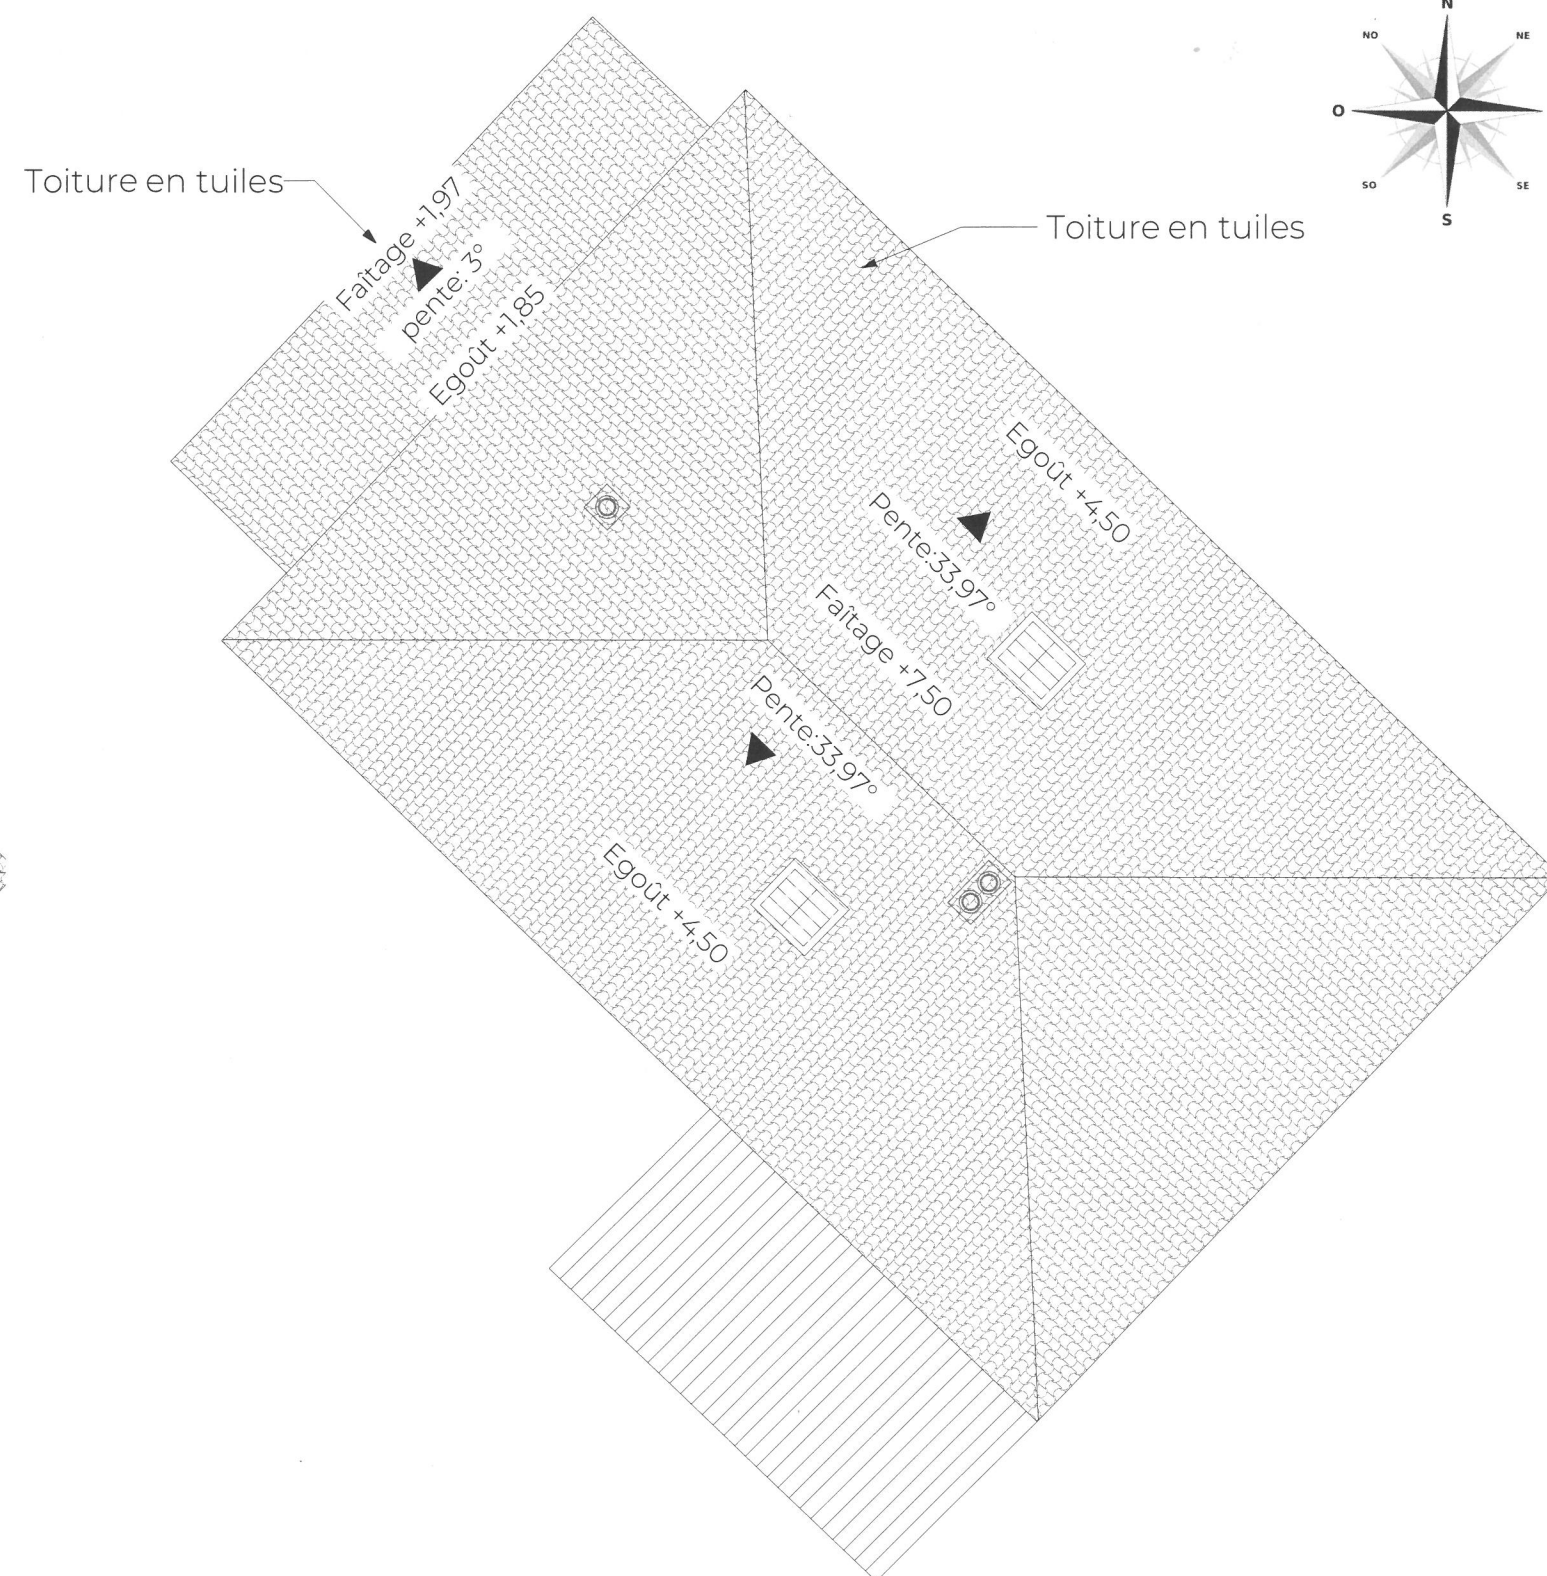 N
NO
NE
O
SO
SE
S
Toiture en tuiles
Toiture en tuiles
Faîtage +1,97
pente: 3°
Egoût +1,85
Egoût +4,50
Pente:33,97°
Faîtage +7,50
Pente:33,97°
Egoût +4,50